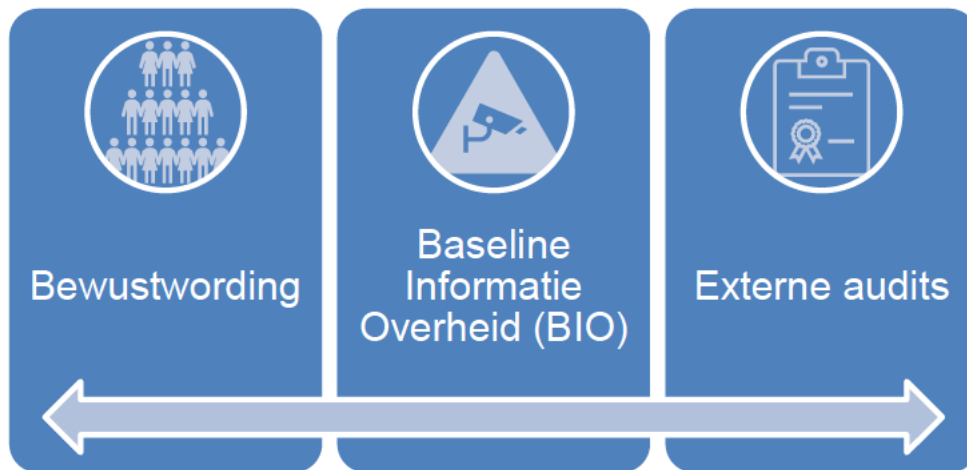 Bewustwording
Baseline
Informatie
Overheid (BIO)
Externe audits